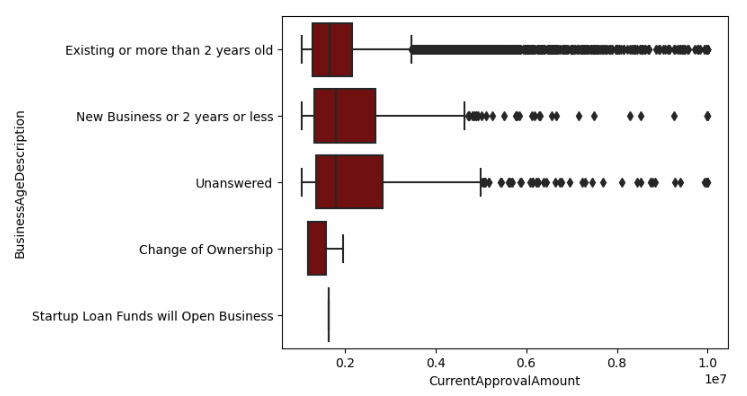 BusinessAgeDescription
Existing or more than 2 years old
New Business or 2 years or less
Unanswered
Change of Ownership
Startup Loan Funds will Open Business
0.2 0.4 0.6 0.8 1.0
1e7
CurrentApprovalAmount